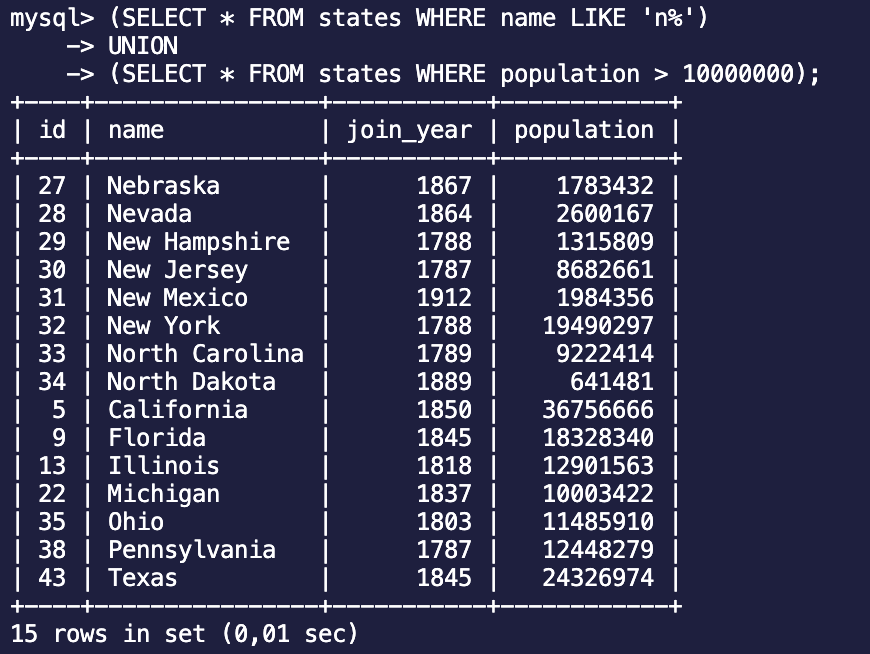 mysql> (SELECT * FROM states WHERE name LIKE 'n%')
    -> UNION
    -> (SELECT * FROM states WHERE population > 10000000);
+----+----------------+-----------+------------+
| id | name           | join_year | population |
+----+----------------+-----------+------------+
| 27 | Nebraska       |      1867 |    1783432 |
| 28 | Nevada         |      1864 |    2600167 |
| 29 | New Hampshire  |      1788 |    1315809 |
| 30 | New Jersey     |      1787 |    8682661 |
| 31 | New Mexico     |      1912 |    1984356 |
| 32 | New York       |      1788 |   19490297 |
| 33 | North Carolina |      1789 |    9222414 |
| 34 | North Dakota   |      1889 |     641481 |
|  5 | California     |      1850 |   36756666 |
|  9 | Florida        |      1845 |   18328340 |
| 13 | Illinois       |      1818 |   12901563 |
| 22 | Michigan       |      1837 |   10003422 |
| 35 | Ohio           |      1803 |   11485910 |
| 38 | Pennsylvania   |      1787 |   12448279 |
| 43 | Texas          |      1845 |   24326974 |
+----+----------------+-----------+------------+
15 rows in set (0,01 sec)